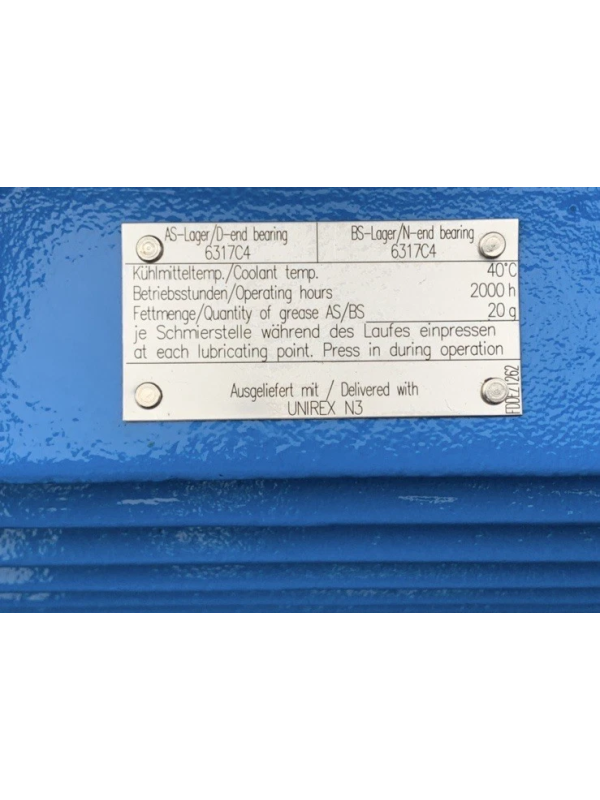 AS-Lager/D-end bearing
6317C4
BS-Lager/N-end bearing
6317C4
Kühlmitteltemp./Coolant temp. 40°C
Betriebsstunden/Operating hours 2000 h
Fettmenge/Quantity of grease AS/BS 20 g
je Schmierstelle während des Laufes einpressen
at each lubricating point. Press in during operation
Ausgeliefert mit / Delivered with
UNIREX N3